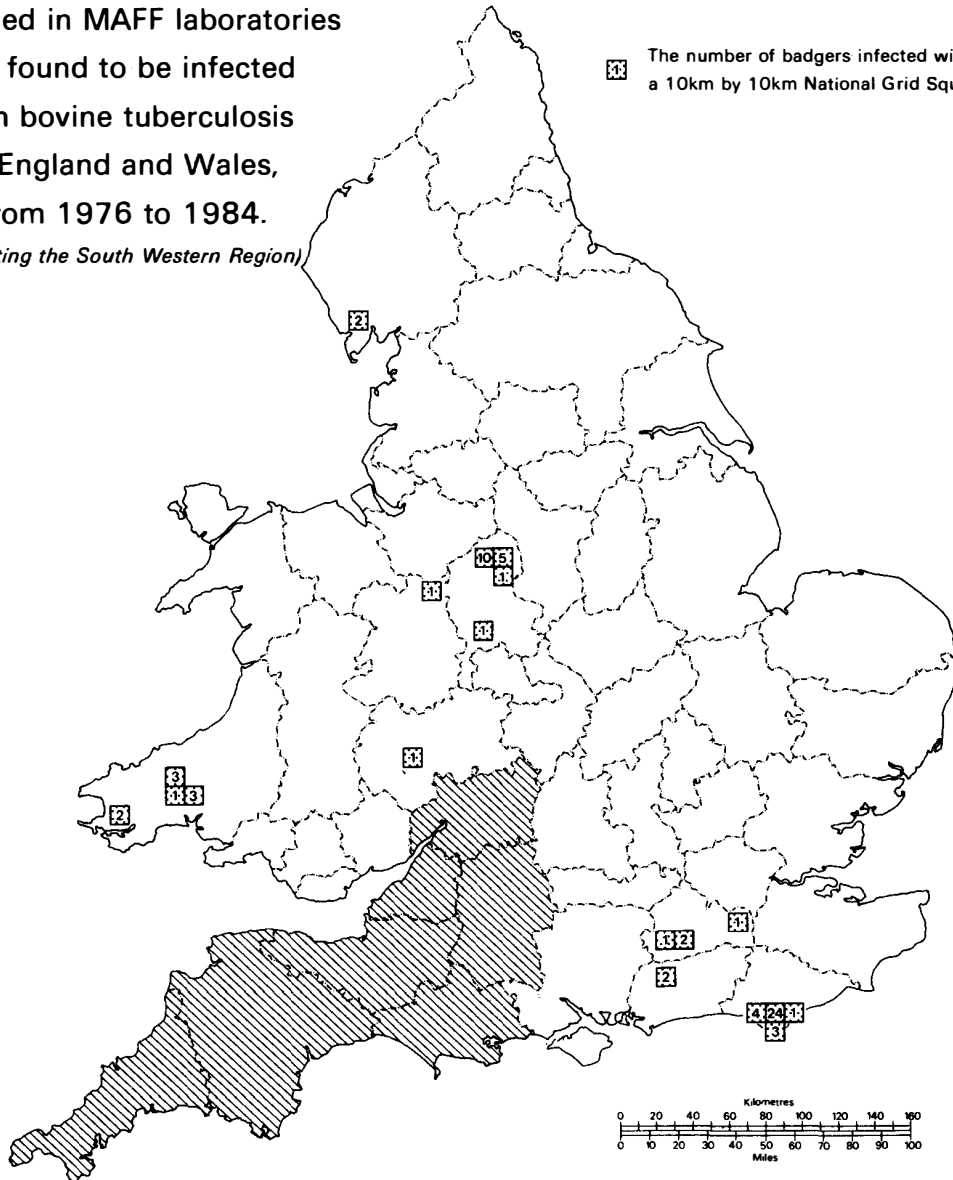 ed in MAFF laboratories
found to be infected
bovine tuberculosis
England and Wales,
om 1976 to 1984.
ting the South Western Region)
1 The number of badgers infected wi
a 10km by 10km National Grid Squ
2
10 5
1
1
1
1
3
1 3
2
1
1 2
2
4 24 1
3
Kilometres
0 20 40 60 80 100 120 140 160
0 10 20 30 40 50 60 70 80 90 100
Miles